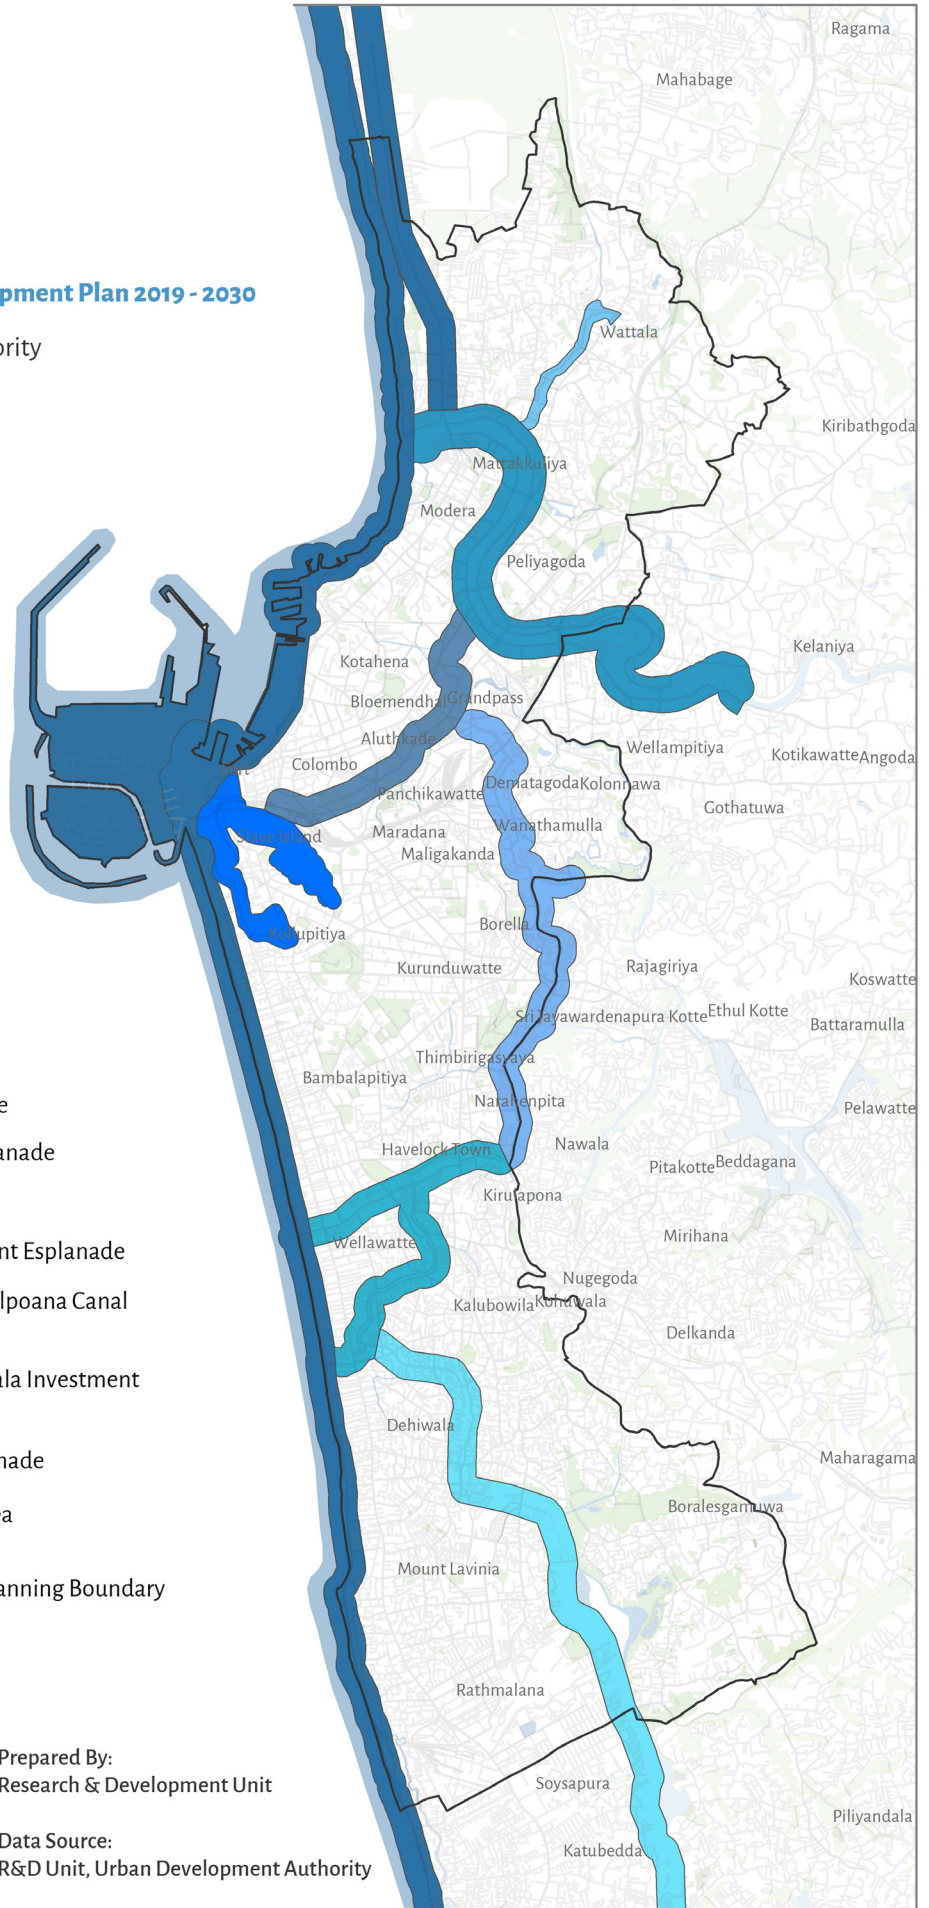 Ragama
Mahabage
pment Plan 2019 - 2030
Wattala
ority
Kiribathgoda
Mattakkuliya
Modera
Peliyagoda
Kelaniya
Kotahena
Bloemendhal
Grandpass
Aluthkade
Wellampitiya
Kotikawatte
Angoda
Colombo
Dematagoda
Kolonnawa
Panchikawatte
Gothatuwa
Wanathamulla
Maradana
Slave Island
Maligakanda
Borella
Kollupitiya
Kurunduwatte
Rajagiriya
Koswatte
Ethul Kotte
Sri Jayawardenapura Kotte
Battaramulla
Thimbirigasyaya
Bambalapitiya
Narahenpita
e
Pelawatte
Nawala
Havelock Town
anade
Beddagana
Pitakotte
Kirulapona
Mirihana
Wellawatte
nt Esplanade
Nugegoda
lpoana Canal
Kalubowila
Kohuwala
Delkanda
ala Investment
Dehiwala
Maharagama
nade
Boralesgamuwa
ea
Mount Lavinia
anning Boundary
Rathmalana
Prepared By:
Research & Development Unit
Soysapura
Piliyandala
Data Source:
Katubedda
R&D Unit, Urban Development Authority